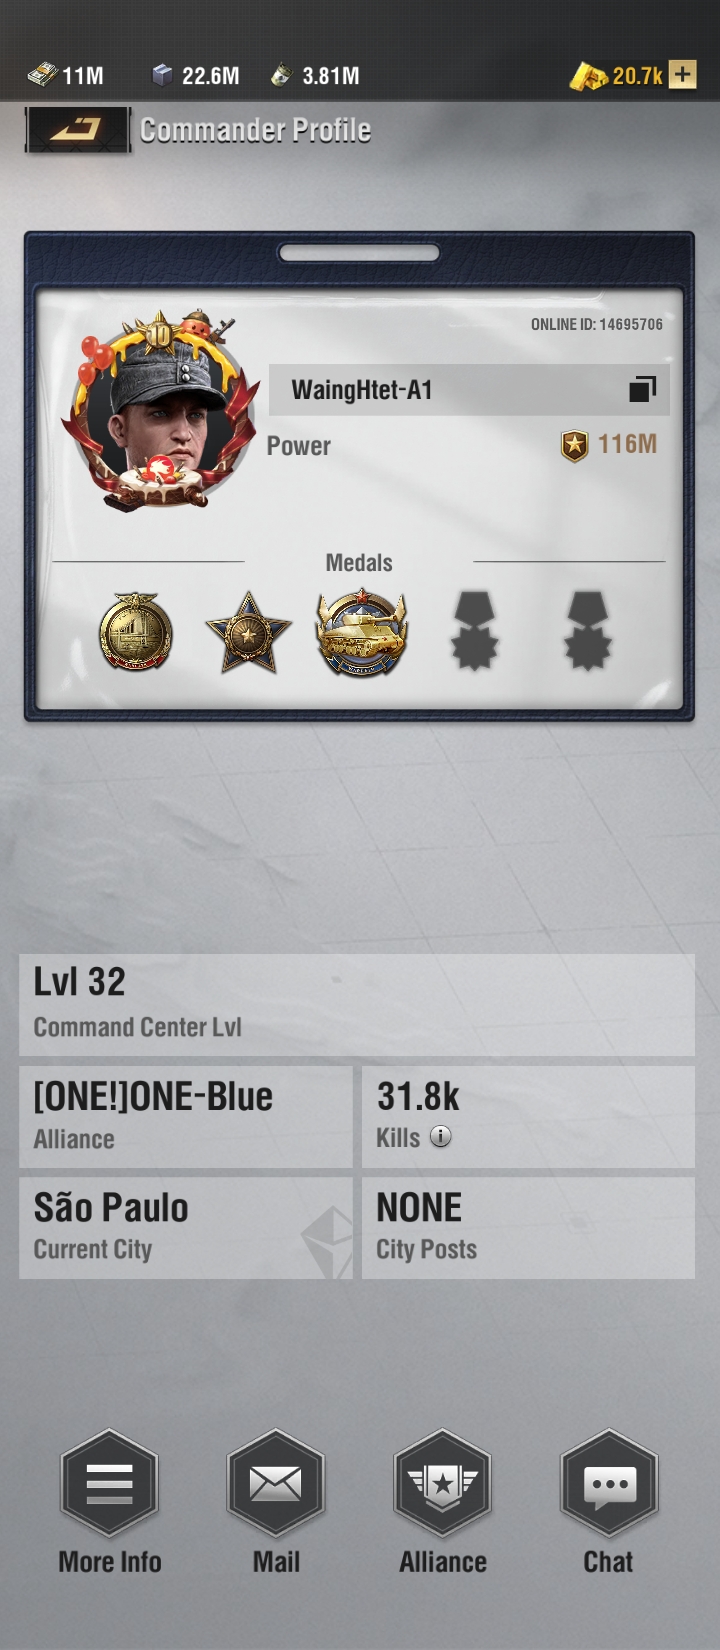 11M 22.6M 3.81M 20.7k +
Commander Profile
ONLINE ID: 14695706
10
WaingHtet-A1
Power 116M
Medals
Lvl 32
Command Center Lvl
[ONE!]ONE-Blue
Alliance
31.8k
Kills i
São Paulo
Current City
NONE
City Posts
More Info
Mail
Alliance
Chat